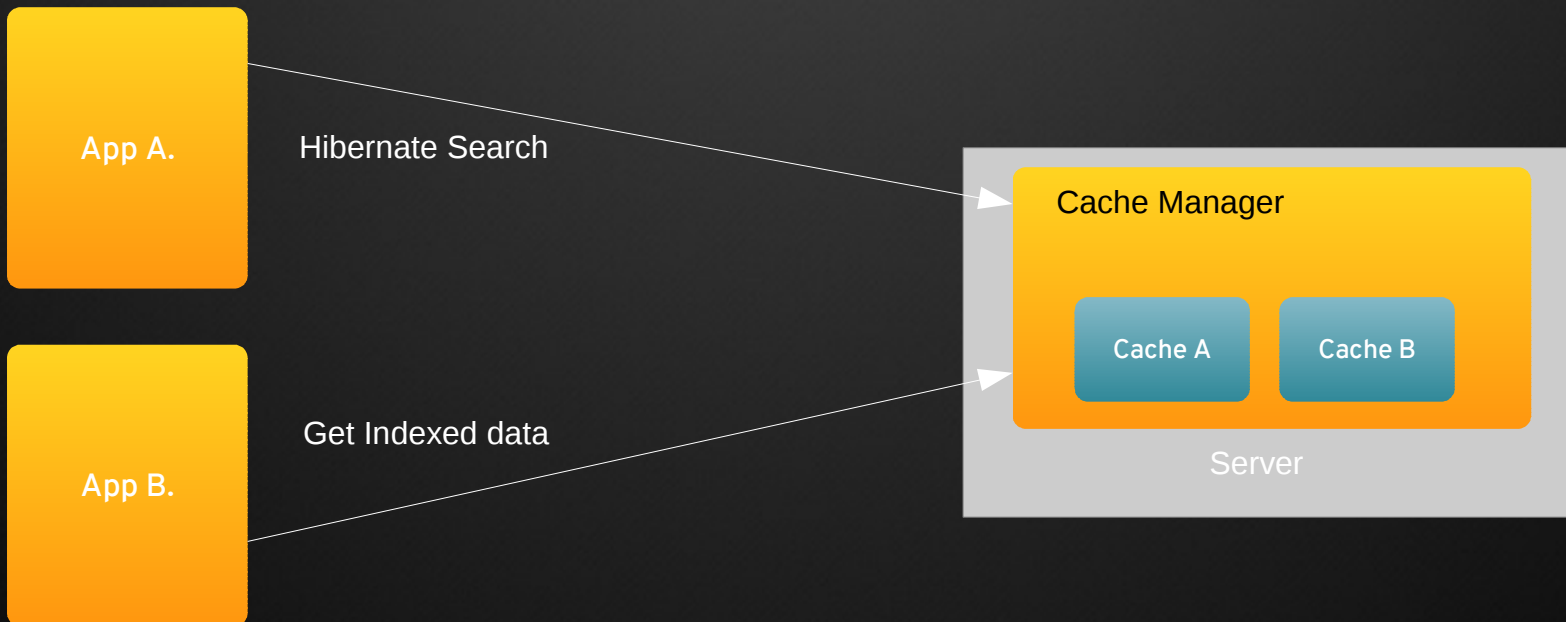 App A.
Hibernate Search
Cache Manager
Cache A
Cache B
Get Indexed data
Server
App B.